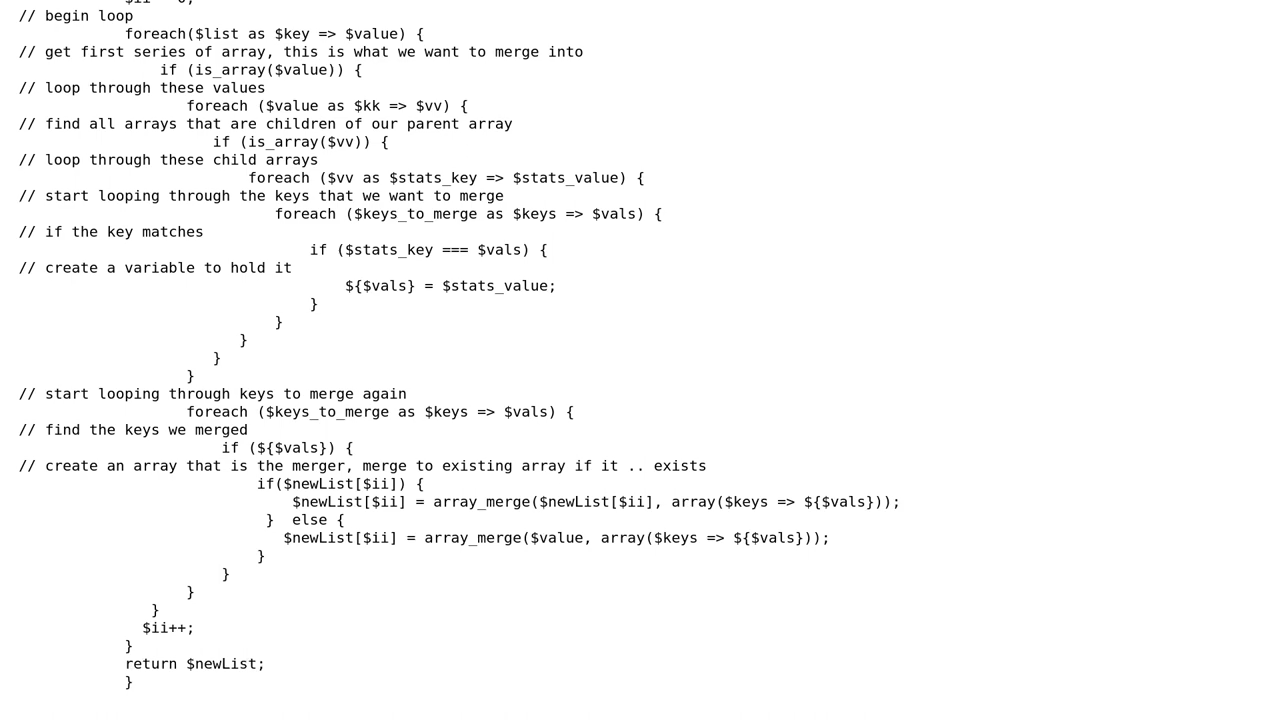 // begin loop
foreach($list as $key => $value) {
// get first series of array, this is what we want to merge into
if (is_array($value)) {
// loop through these values
foreach ($value as $kk => $vv) {
// find all arrays that are children of our parent array
if (is_array($vv)) {
// loop through these child arrays
foreach ($vv as $stats_key => $stats_value) {
// start looping through the keys that we want to merge
foreach ($keys_to_merge as $keys => $vals) {
// if the key matches
if ($stats_key === $vals) {
// create a variable to hold it
${$vals} = $stats_value;
}
}
}
}
}
// start looping through keys to merge again
foreach ($keys_to_merge as $keys => $vals) {
// find the keys we merged
if (${$vals}) {
// create an array that is the merger, merge to existing array if it .. exists
if($newList[$ii]) {
$newList[$ii] = array_merge($newList[$ii], array($keys => ${$vals}));
}  else {
$newList[$ii] = array_merge($value, array($keys => ${$vals}));
}
}
}
}
$ii++;
}
return $newList;
}